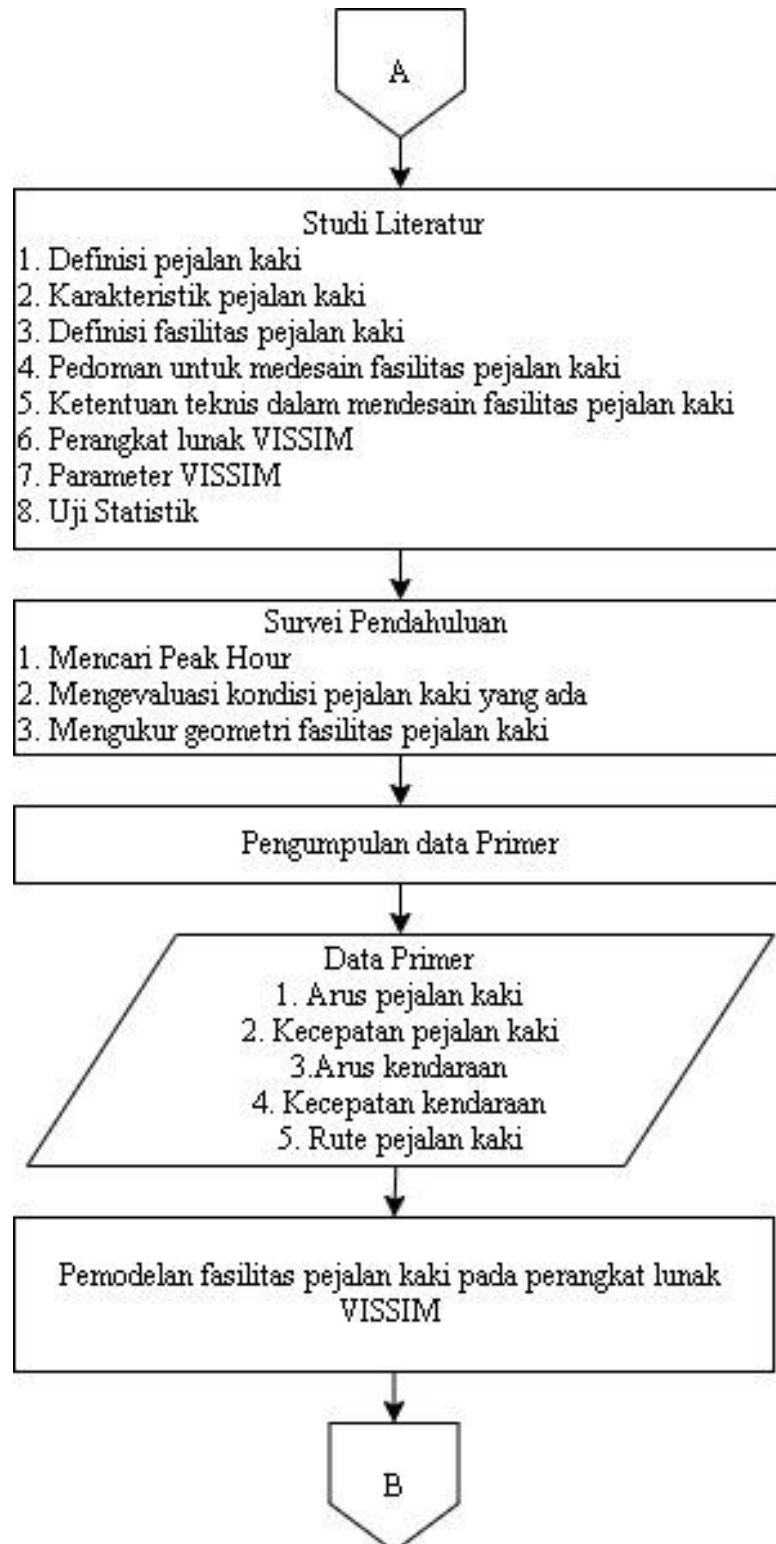 A
Studi Literatur
1. Definisi pejalan kaki
2. Karakteristik pejalan kaki
3. Definisi fasilitas pejalan kaki
4. Pedoman untuk medesain fasilitas pejalan kaki
5. Ketentuan teknis dalam mendesain fasilitas pejalan kaki
6. Perangkat lunak VISSIM
7. Parameter VISSIM
8. Uji Statistik
Survei Pendahuluan
1. Mencari Peak Hour
2. Mengevaluasi kondisi pejalan kaki yang ada
3. Mengukur geometri fasilitas pejalan kaki
Pengumpulan data Primer
Data Primer
1. Arus pejalan kaki
2. Kecepatan pejalan kaki
3.Arus kendaraan
4. Kecepatan kendaraan
5. Rute pejalan kaki
Pemodelan fasilitas pejalan kaki pada perangkat lunak
VISSIM
B